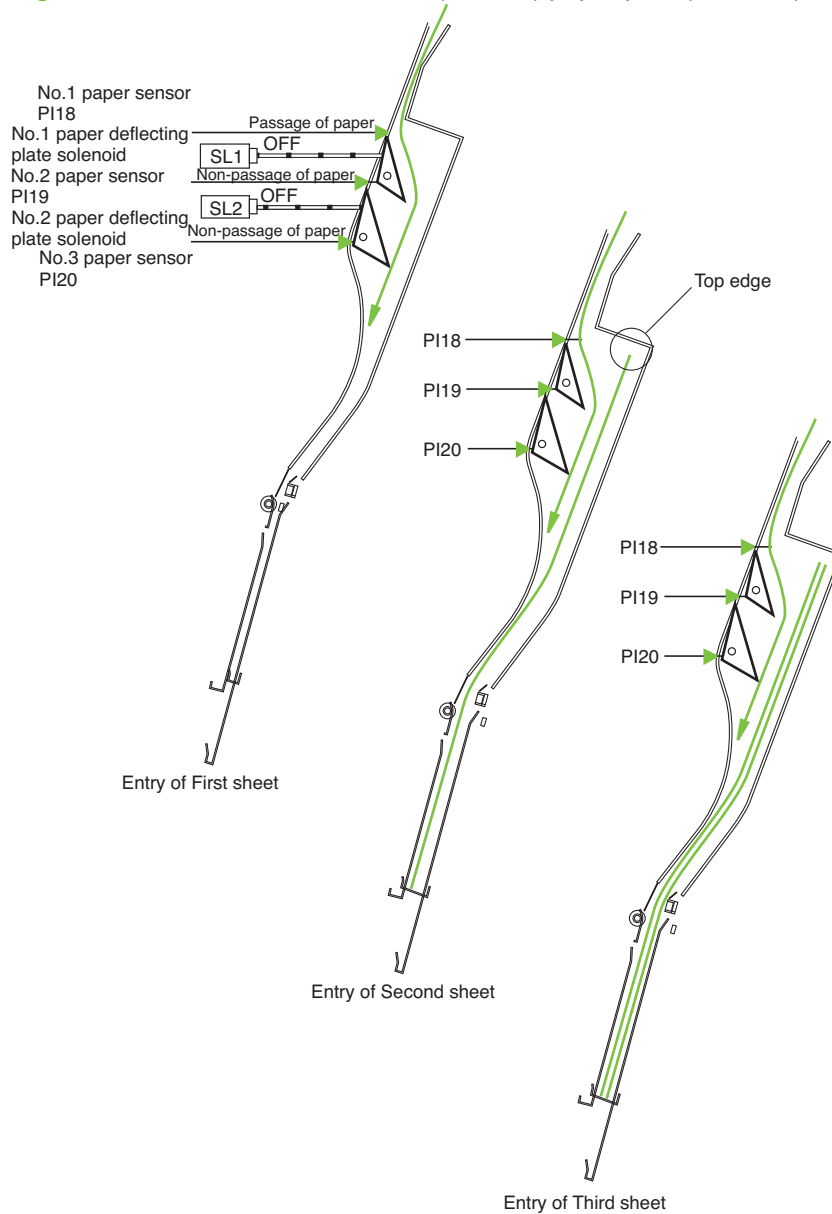 No.1 paper sensor
PI18
No.1 paper deflecting
plate solenoid
No.2 paper sensor
PI19
No.2 paper deflecting
plate solenoid
No.3 paper sensor
PI20
Passage of paper
SL1
OFF
Non-passage of paper
SL2
OFF
Non-passage of paper
Entry of First sheet
Top edge
PI18
PI19
PI20
Entry of Second sheet
PI18
PI19
PI20
Entry of Third sheet